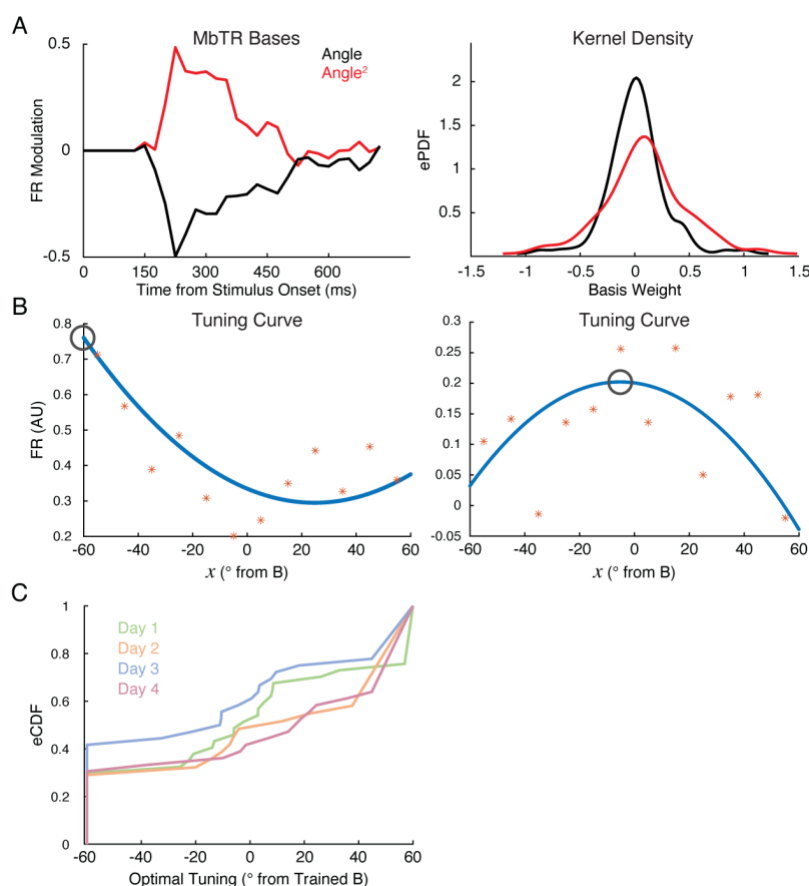 A
MbTR Bases
Angle
Angle²
0.5
0
-0.5
FR Modulation
0 150 300 450 600
Time from Stimulus Onset (ms)
Kernel Density
2
1.5
1
0.5
ePDF
-1.5 -1 -0.5 0 0.5 1 1.5
Basis Weight
B
Tuning Curve
0.8
0.7
0.6
0.5
0.4
0.3
0.2
FR (AU)
-60 -40 -20 0 20 40 60
x (° from B)
Tuning Curve
0.3
0.25
0.2
0.15
0.1
0.05
0
-0.05
-60 -40 -20 0 20 40 60
x (° from B)
C
Day 1
Day 2
Day 3
Day 4
1
0.8
0.6
0.4
0.2
0
eCDF
-60 -40 -20 0 20 40 60
Optimal Tuning (° from Trained B)